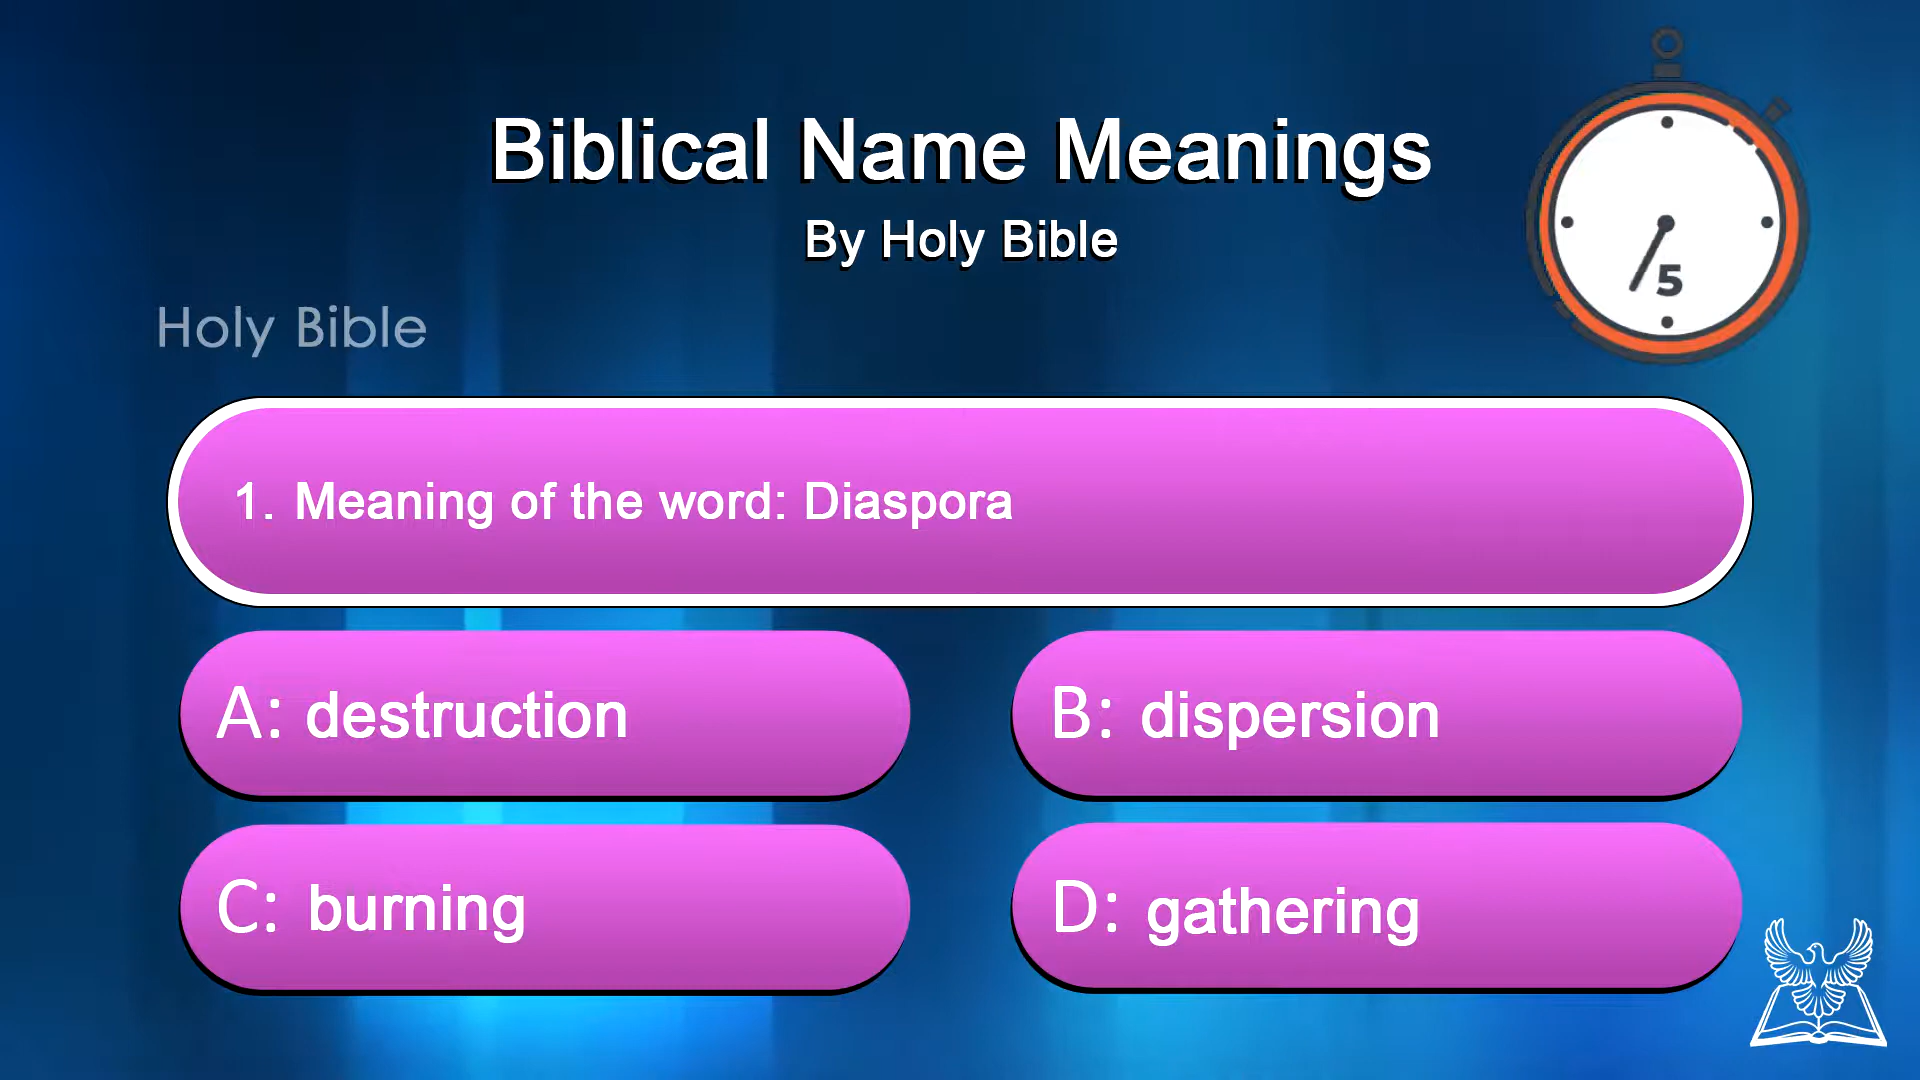 Biblical Name Meanings
By Holy Bible
5
Holy Bible
1. Meaning of the word: Diaspora
A: destruction
B: dispersion
C: burning
D: gathering